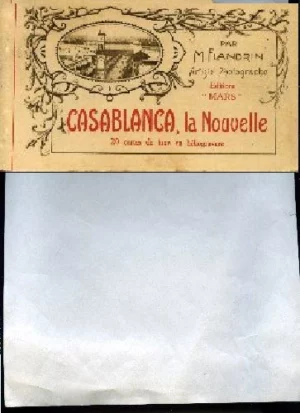 PAR
M. FLANDRIN
Artiste Photographe
Editions
"MARS"
CASABLANCA, la Nouvelle
20 cartes de luxe en héliogravure